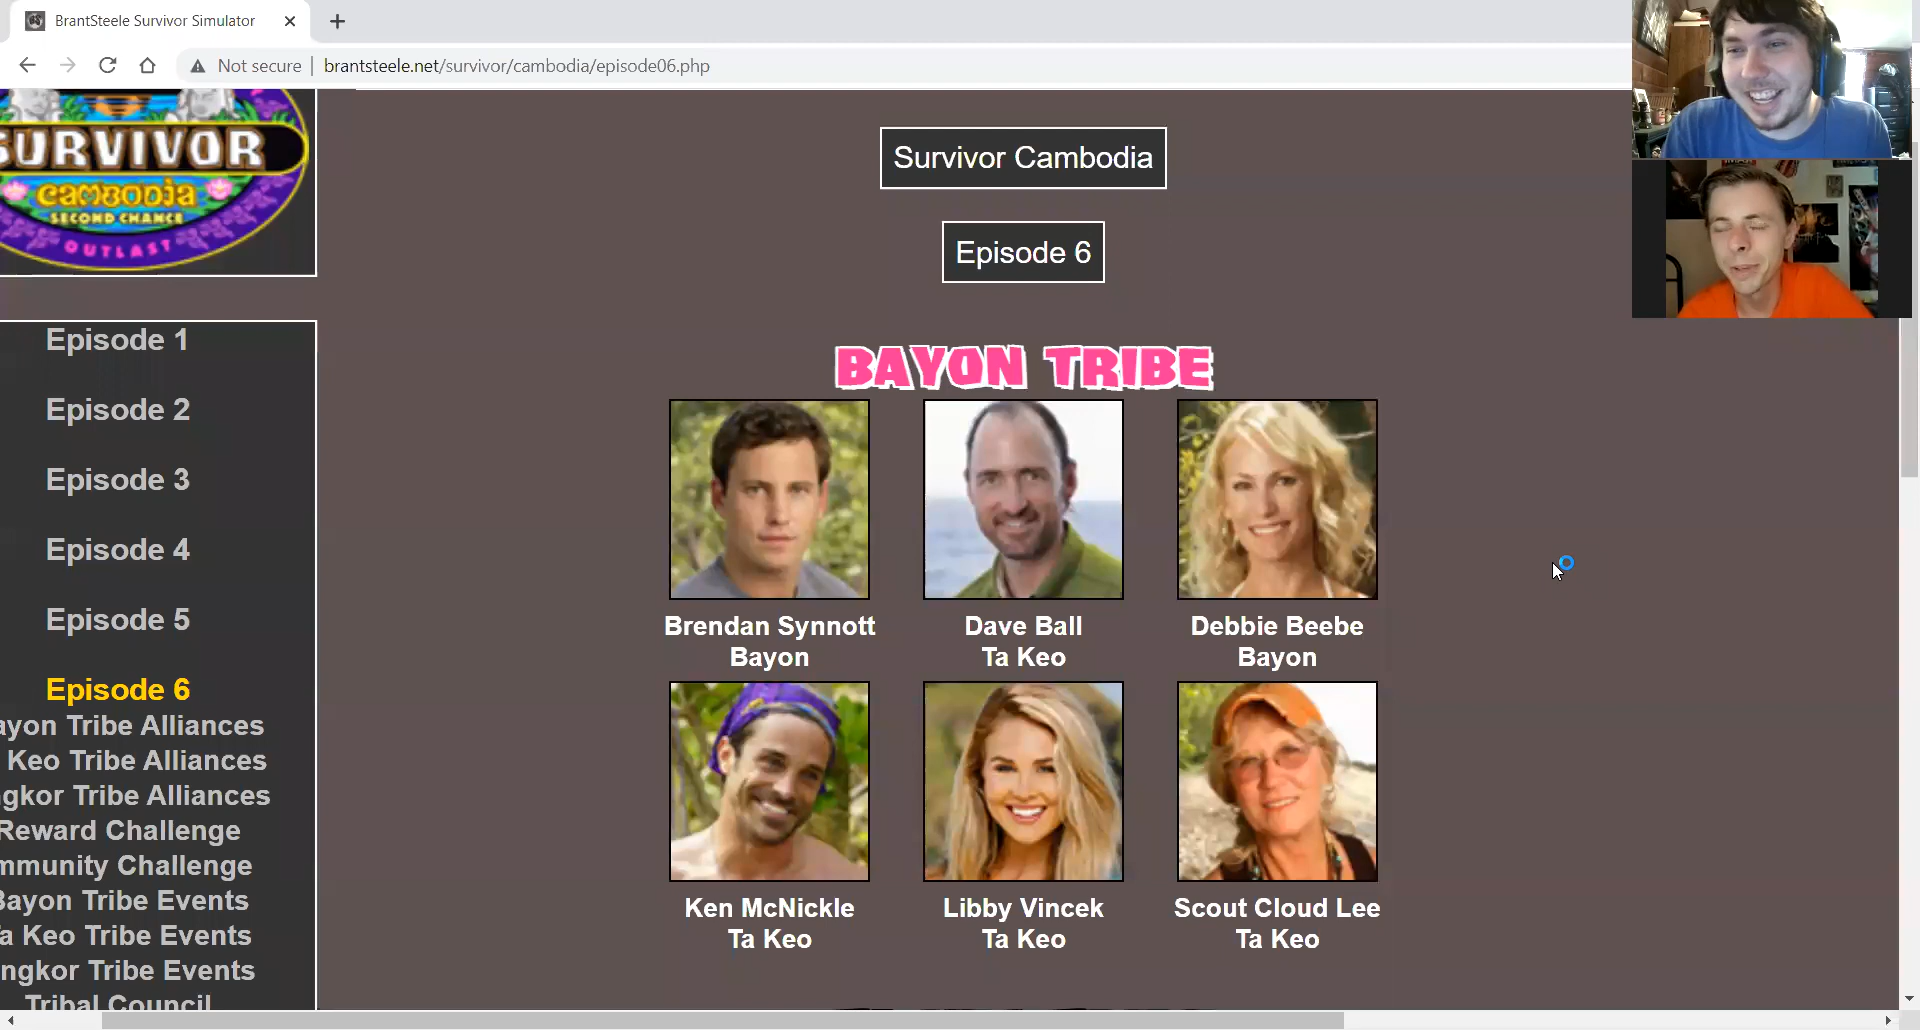 BrantSteele Survivor Simulator
Not secure
brantsteele.net/survivor/cambodia/episode06.php
SURVIVOR
CAMBODIA
SECOND CHANCE
OUTLAST
Episode 1
Episode 2
Episode 3
Episode 4
Episode 5
Episode 6
ayon Tribe Alliances
Keo Tribe Alliances
ngkor Tribe Alliances
Reward Challenge
mmunity Challenge
Bayon Tribe Events
Ta Keo Tribe Events
ngkor Tribe Events
Tribal Council
Survivor Cambodia
Episode 6
BAYON TRIBE
Brendan Synnott
Bayon
Dave Ball
Ta Keo
Debbie Beebe
Bayon
Ken McNickle
Ta Keo
Libby Vincek
Ta Keo
Scout Cloud Lee
Ta Keo